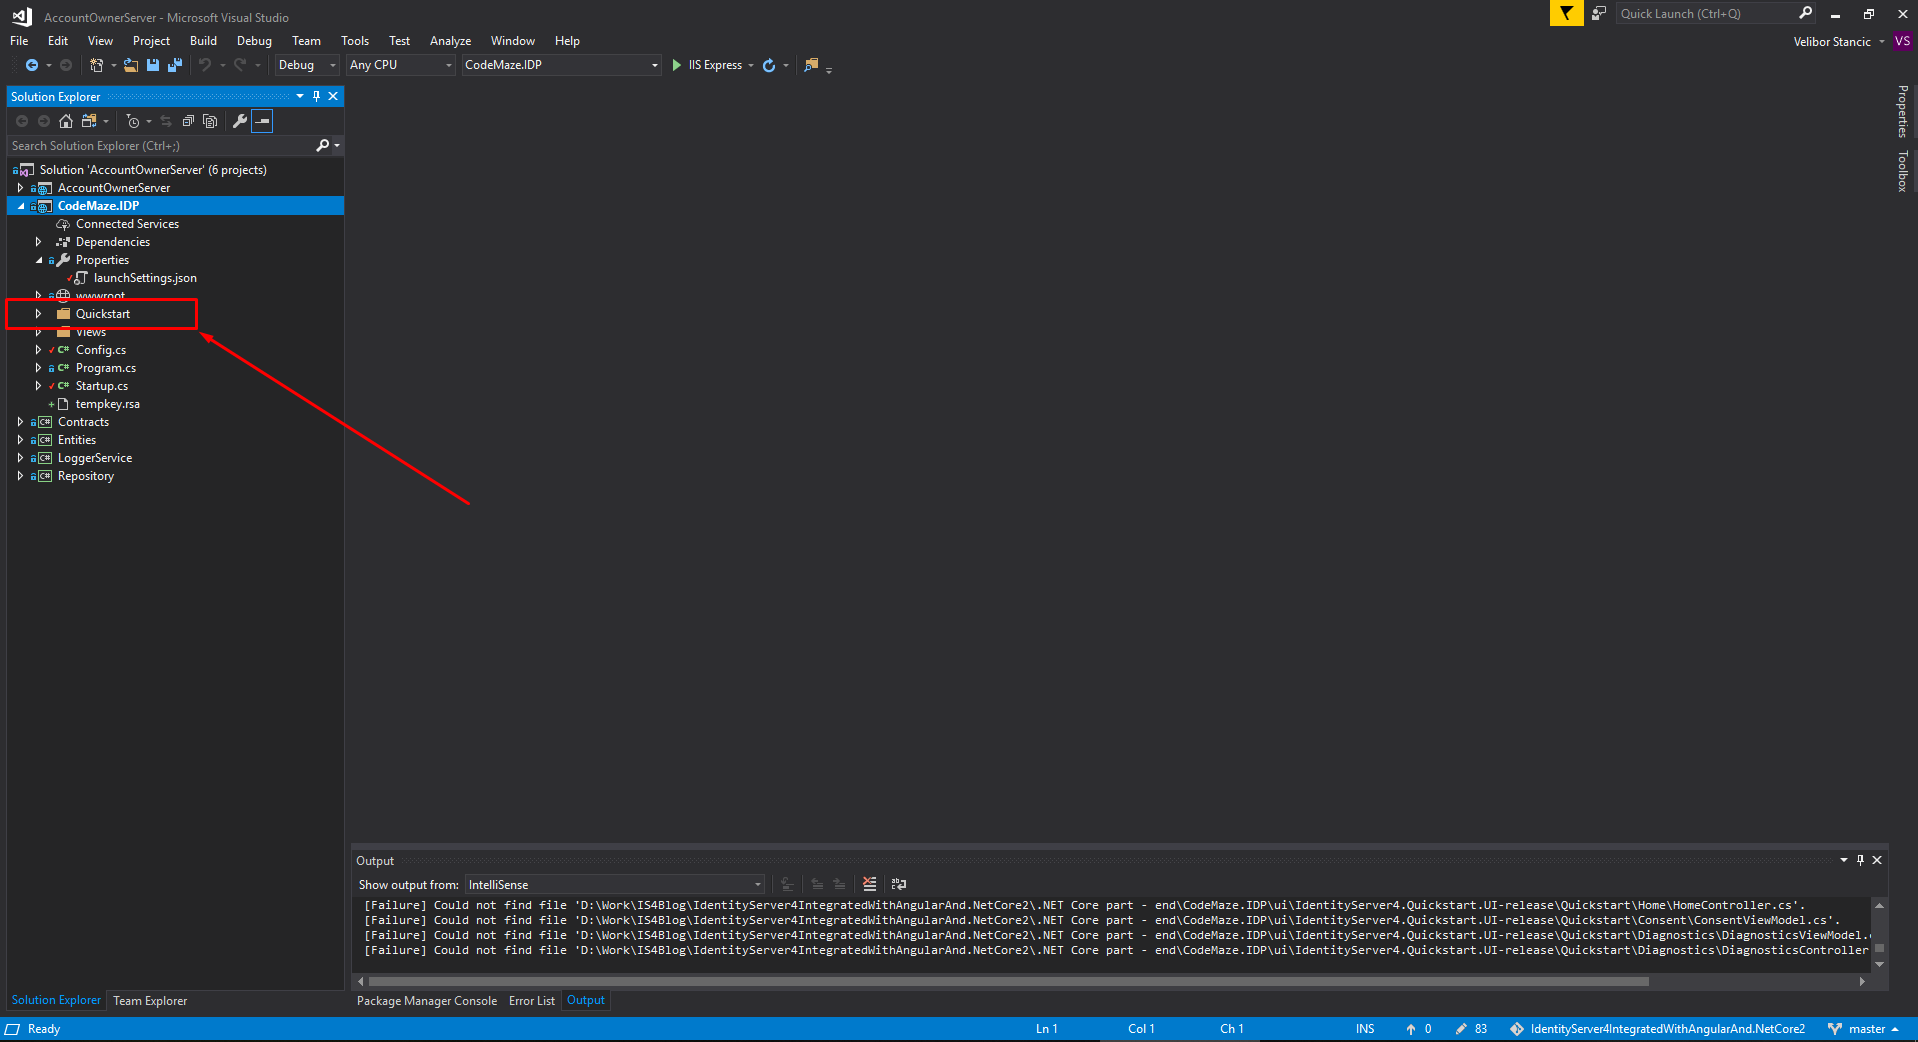 AccountOwnerServer - Microsoft Visual Studio
Quick Launch (Ctrl+Q)
File Edit View Project Build Debug Team Tools Test Analyze Window Help
Velibor Stancic VS
Debug Any CPU CodeMaze.IDP IIS Express
Solution Explorer
Properties
Toolbox
Search Solution Explorer (Ctrl+;)
Solution 'AccountOwnerServer' (6 projects)
AccountOwnerServer
CodeMaze.IDP
Connected Services
Dependencies
Properties
launchSettings.json
wwwroot
Quickstart
Views
C# Config.cs
C# Program.cs
C# Startup.cs
tempkey.rsa
C# Contracts
C# Entities
C# LoggerService
C# Repository
Output
Show output from: IntelliSense
[Failure] Could not find file 'D:\Work\IS4Blog\IdentityServer4IntegratedWithAngularAnd.NetCore2\.NET Core part - end\CodeMaze.IDP\ui\IdentityServer4.Quickstart.UI-release\Quickstart\Home\HomeController.cs'.
[Failure] Could not find file 'D:\Work\IS4Blog\IdentityServer4IntegratedWithAngularAnd.NetCore2\.NET Core part - end\CodeMaze.IDP\ui\IdentityServer4.Quickstart.UI-release\Quickstart\Consent\ConsentViewModel.cs'.
[Failure] Could not find file 'D:\Work\IS4Blog\IdentityServer4IntegratedWithAngularAnd.NetCore2\.NET Core part - end\CodeMaze.IDP\ui\IdentityServer4.Quickstart.UI-release\Quickstart\Diagnostics\DiagnosticsViewModel.
[Failure] Could not find file 'D:\Work\IS4Blog\IdentityServer4IntegratedWithAngularAnd.NetCore2\.NET Core part - end\CodeMaze.IDP\ui\IdentityServer4.Quickstart.UI-release\Quickstart\Diagnostics\DiagnosticsController
Solution Explorer Team Explorer
Package Manager Console Error List Output
Ready Ln 1 Col 1 Ch 1 INS 0 83 IdentityServer4IntegratedWithAngularAnd.NetCore2 master